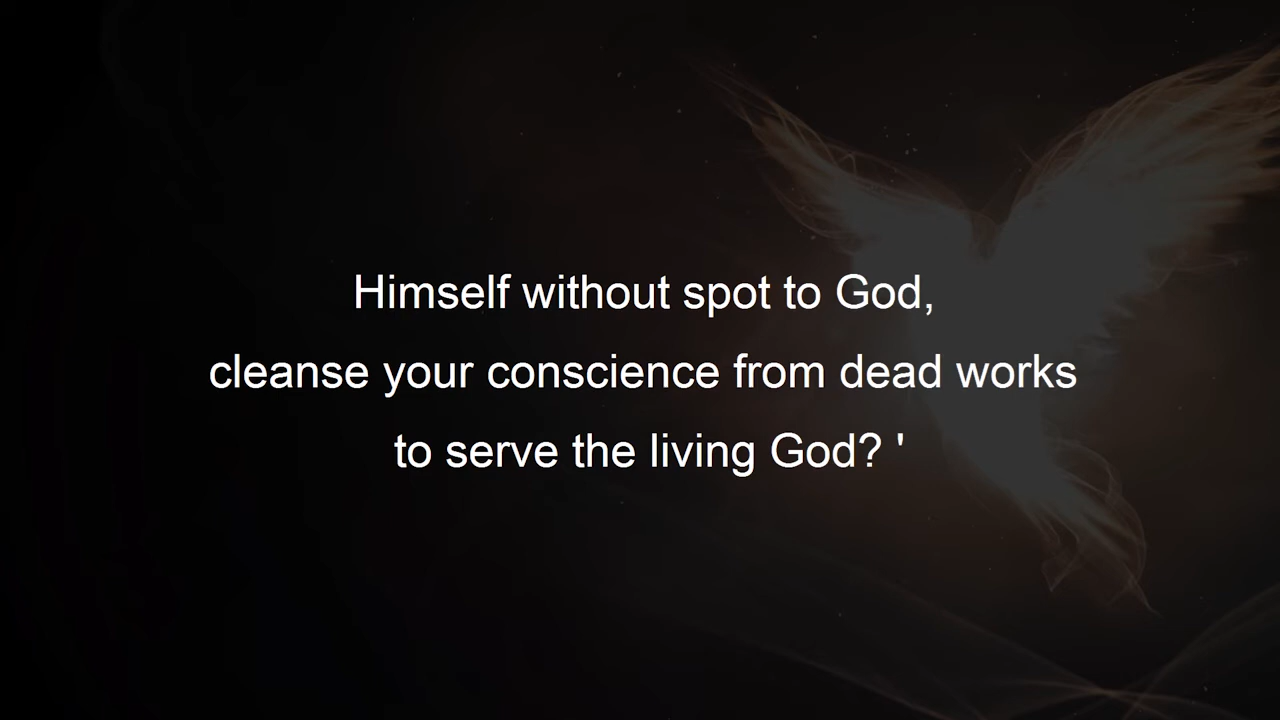 Himself without spot to God,
cleanse your conscience from dead works
to serve the living God? '